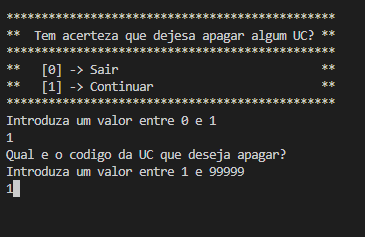 ***********************************************
**  Tem acerteza que dejesa apagar algum UC? **
***********************************************
**   [0] -> Sair                             **
**   [1] -> Continuar                        **
***********************************************
Introduza um valor entre 0 e 1
1
Qual e o codigo da UC que deseja apagar?
Introduza um valor entre 1 e 99999
1